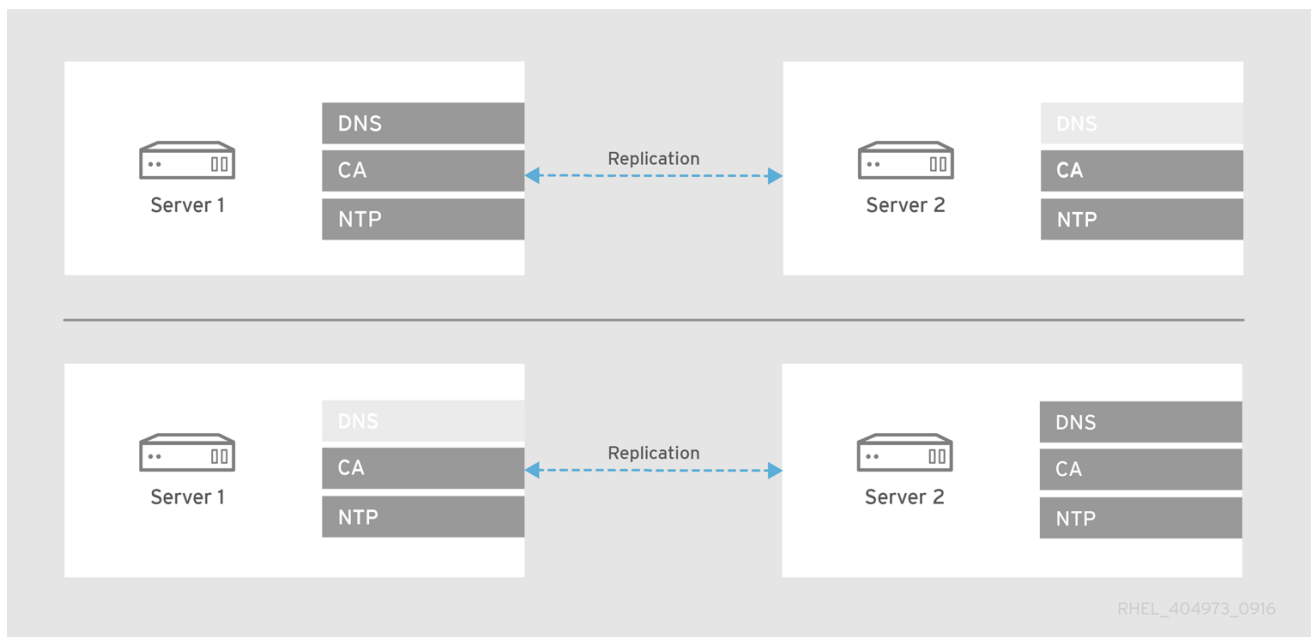 DNS
CA
NTP
Server 1
Replication
DNS
CA
NTP
Server 2
DNS
CA
NTP
Server 1
Replication
DNS
CA
NTP
Server 2
RHEL_404973_0916